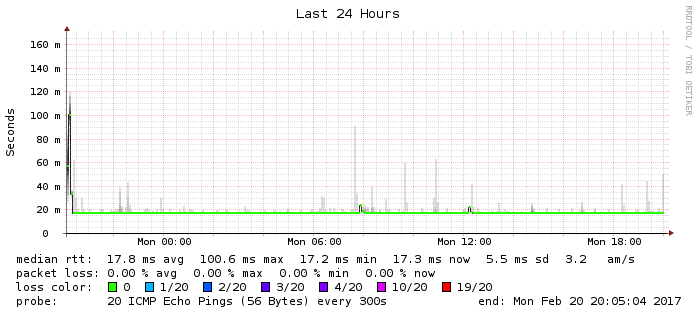 Last 24 Hours
RRDTOOL / TOBI OETIKER
Seconds
160 m
140 m
120 m
100 m
80 m
60 m
40 m
20 m
0
Mon 00:00 Mon 06:00 Mon 12:00 Mon 18:00
median rtt: 17.8 ms avg 100.6 ms max 17.2 ms min 17.3 ms now 5.5 ms sd 3.2 am/s
packet loss: 0.00 % avg 0.00 % max 0.00 % min 0.00 % now
loss color: 0 1/20 2/20 3/20 4/20 10/20 19/20
probe: 20 ICMP Echo Pings (56 Bytes) every 300s end: Mon Feb 20 20:05:04 2017